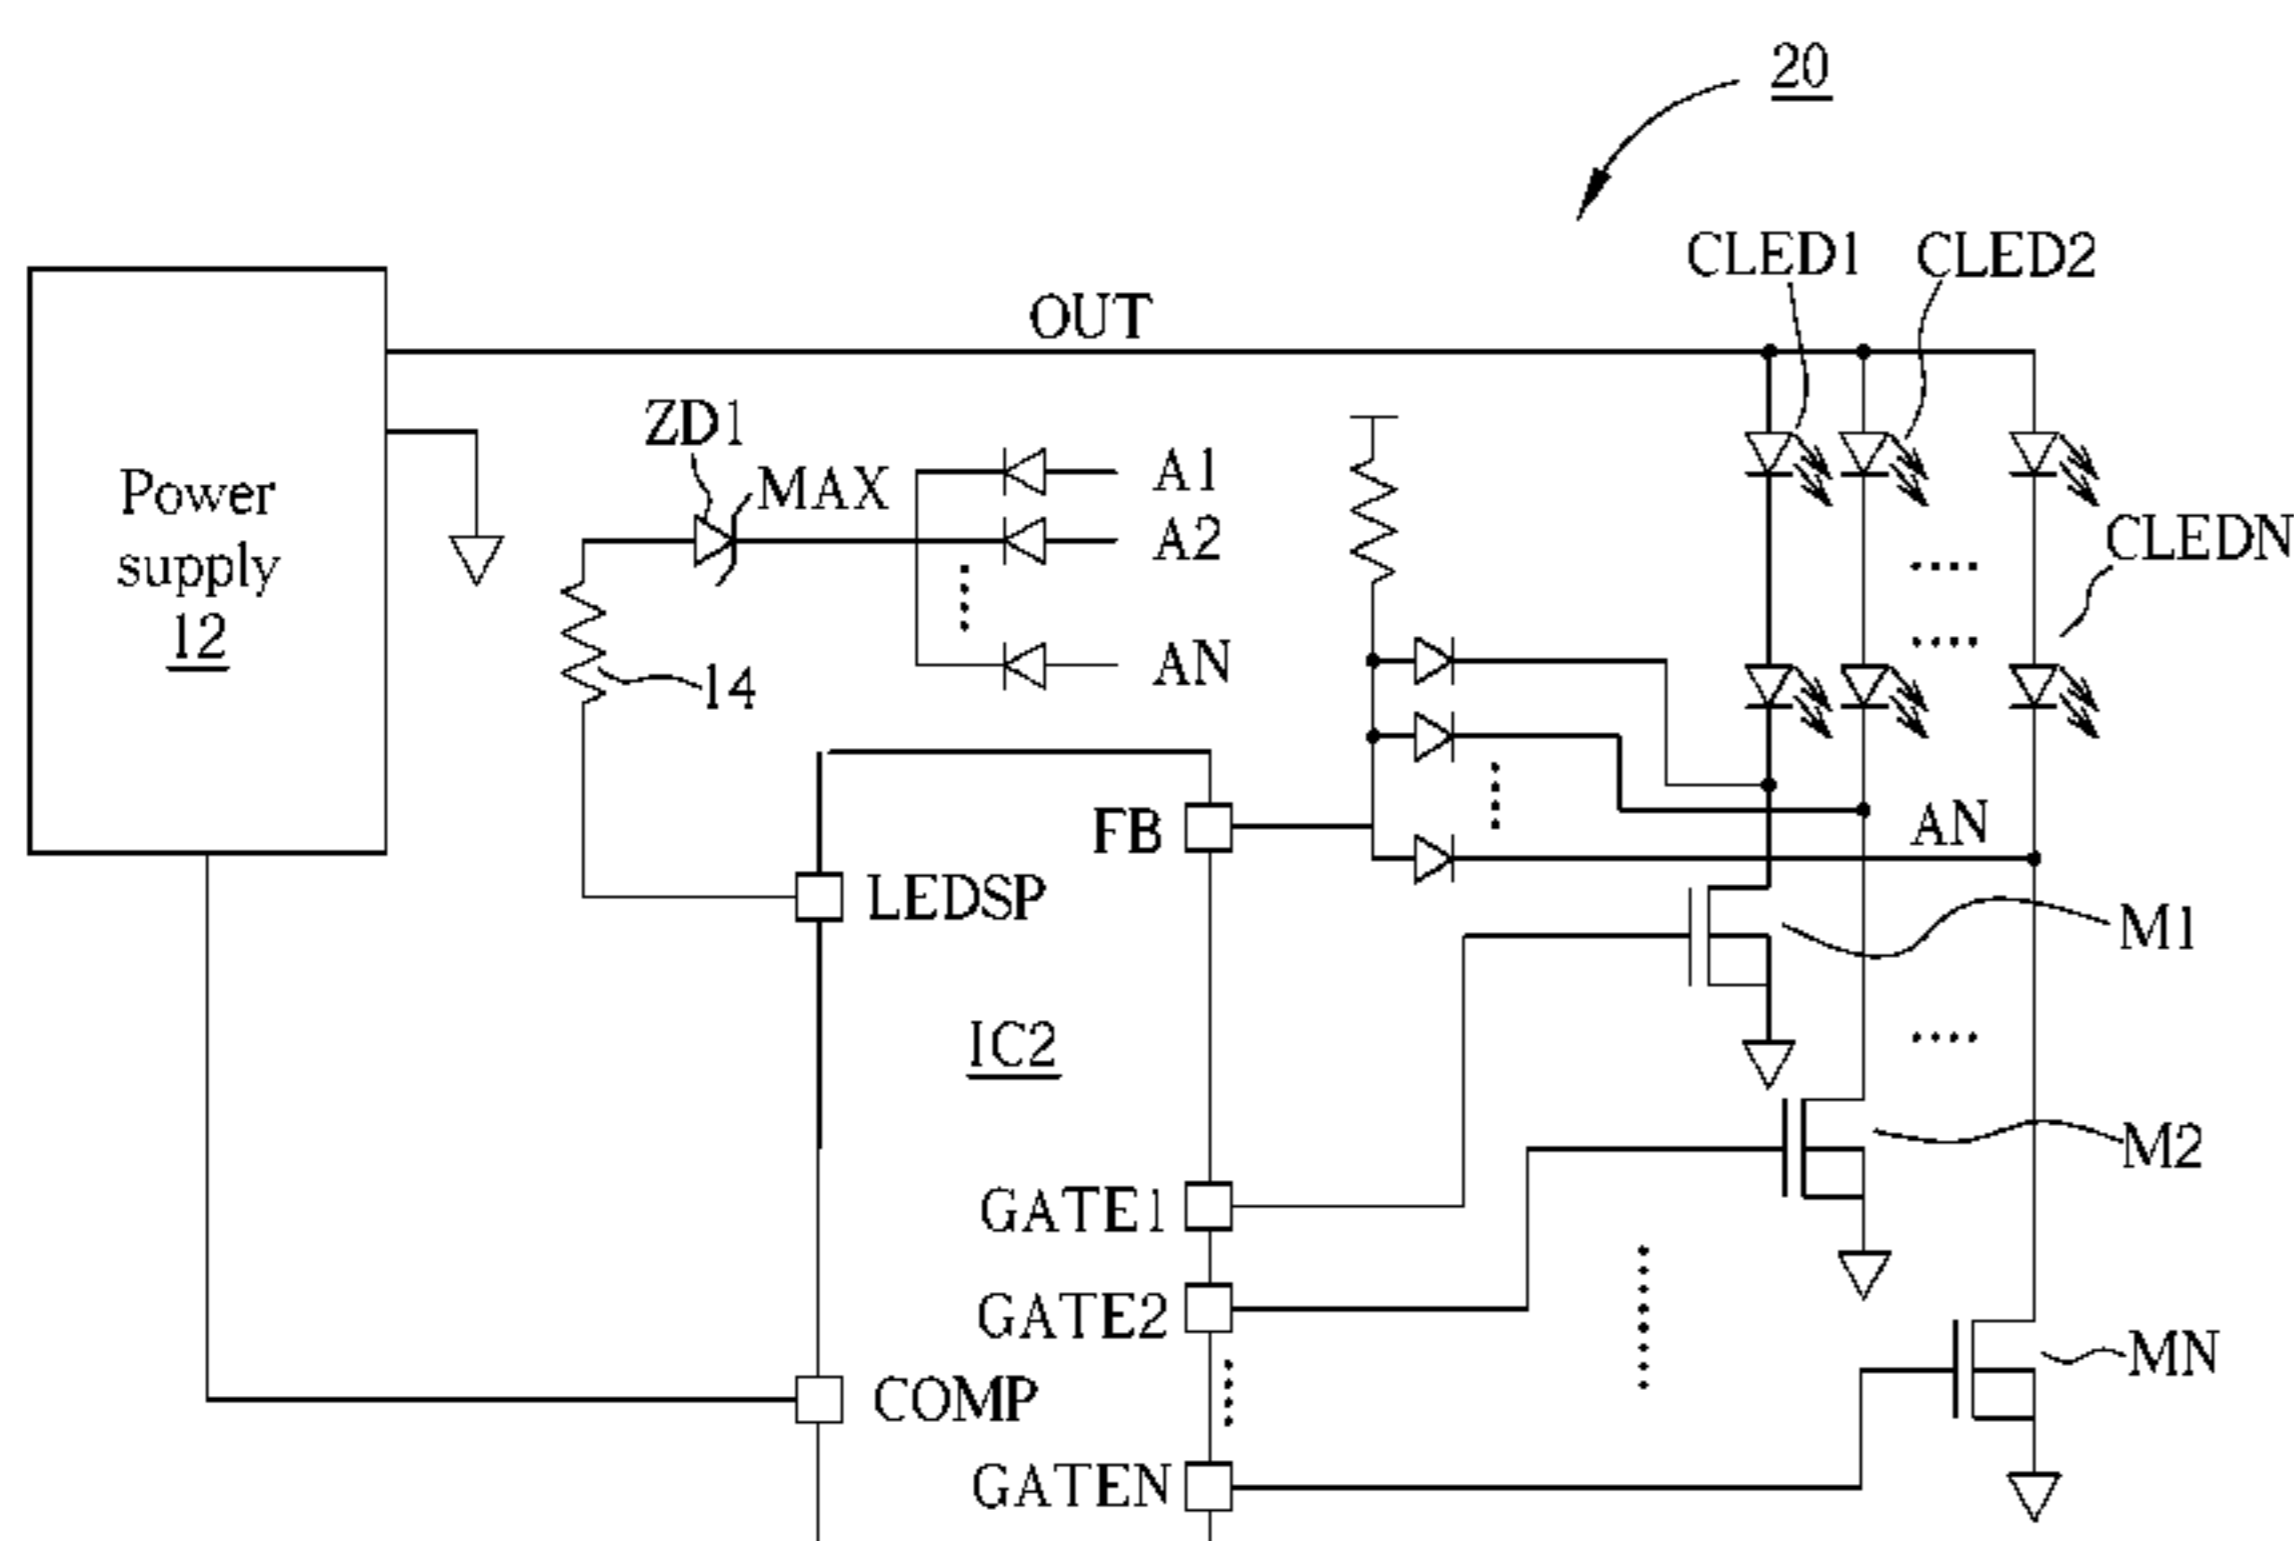 20
CLED1
CLED2
OUT
ZD1
MAX
A1
A2
AN
Power
supply
12
14
CLEDN
AN
FB
LEDSP
M1
IC2
M2
GATE1
GATE2
MN
COMP
GATEN